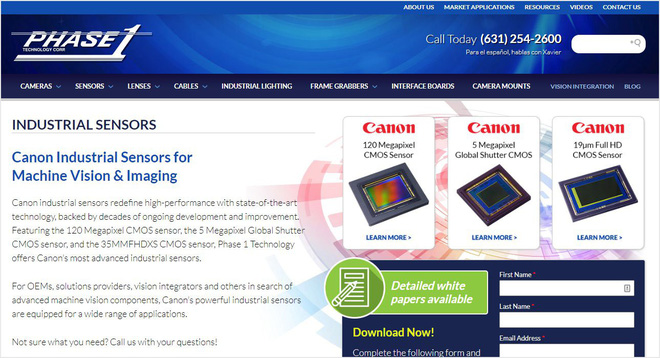 ABOUT US MARKET APPLICATIONS RESOURCES VIDEOS CONTACT US
PHASE 1
TECHNOLOGY CORP.
Call Today (631) 254-2600
Para el español, hablas con Xavier
CAMERAS SENSORS LENSES CABLES INDUSTRIAL LIGHTING FRAME GRABBERS INTERFACE BOARDS CAMERA MOUNTS VISION INTEGRATION BLOG
INDUSTRIAL SENSORS
Canon Industrial Sensors for
Machine Vision & Imaging
Canon industrial sensors redefine high-performance with state-of-the-art
technology, backed by decades of ongoing development and improvement.
Featuring the 120 Megapixel CMOS sensor, the 5 Megapixel Global Shutter
CMOS sensor, and the 35MMFHDXS CMOS sensor, Phase 1 Technology
offers Canon's most advanced industrial sensors.
For OEMs, solutions providers, vision integrators and others in search of
advanced machine vision components, Canon's powerful industrial sensors
are equipped for a wide range of applications.
Not sure what you need? Call us with your questions!
Canon
120 Megapixel
CMOS Sensor
LEARN MORE >
Canon
5 Megapixel
Global Shutter CMOS
LEARN MORE >
Canon
19µm Full HD
CMOS Sensor
LEARN MORE >
Detailed white
papers available
Download Now!
Complete the following form and
First Name *
Last Name *
Email Address *